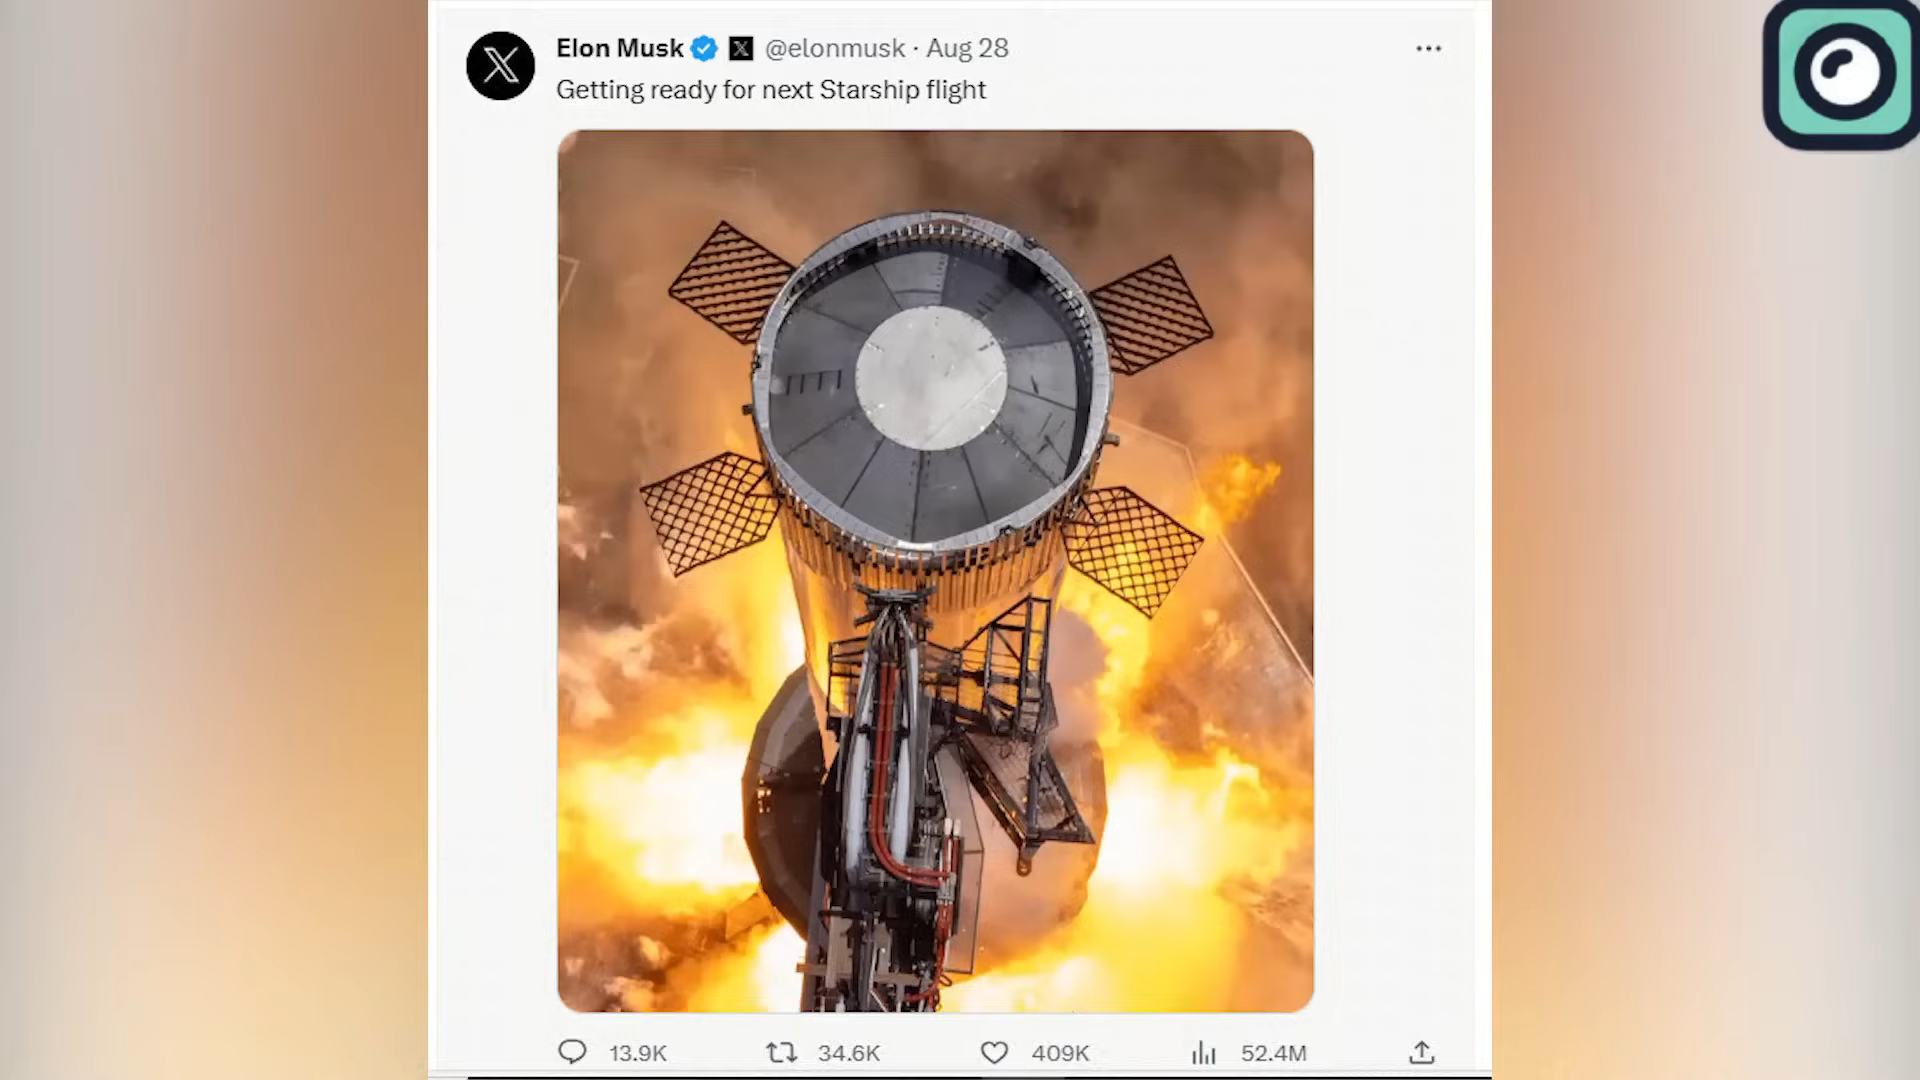 Elon Musk @elonmusk · Aug 28
Getting ready for next Starship flight
13.9K 34.6K 409K 52.4M